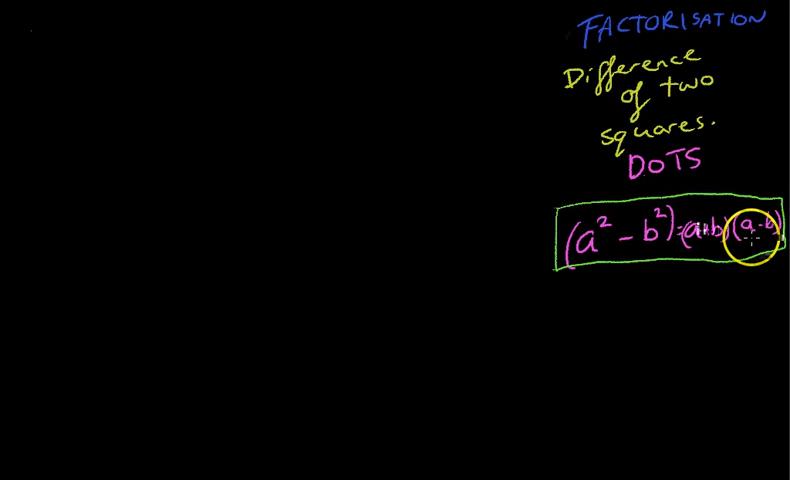 FACTORISATION
Difference
of two
squares.
DOTS
(a² - b²) = (a+b)(a-b)